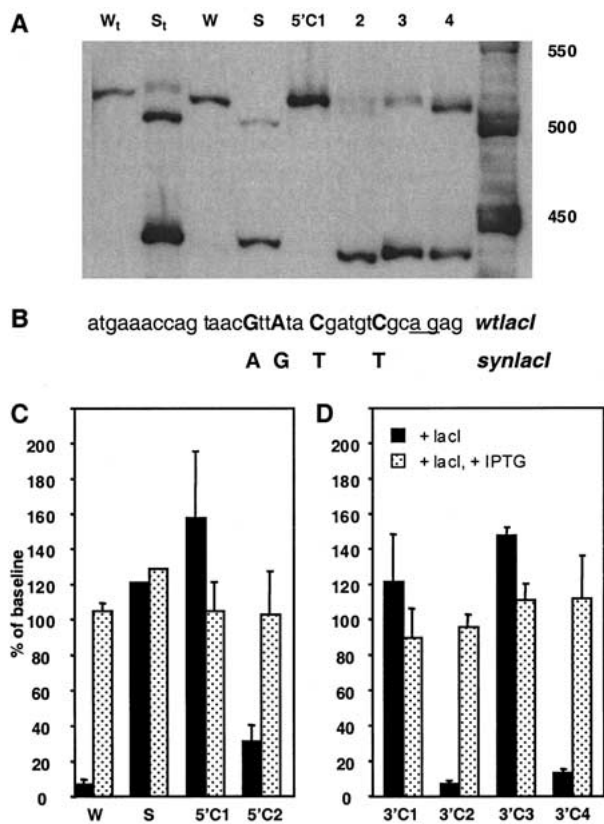 A
Wt St W S 5'C1 2 3 4
550
500
450
B
atgaaaccag taacGttAta CgatgtCgcagag wtlacI
A G T T synlacI
C
D
200
180
160
140
120
100
80
60
40
20
0
% of baseline
W S 5'C1 5'C2
+ lacI
+ lacI, + IPTG
200
180
160
140
120
100
80
60
40
20
0
3'C1 3'C2 3'C3 3'C4